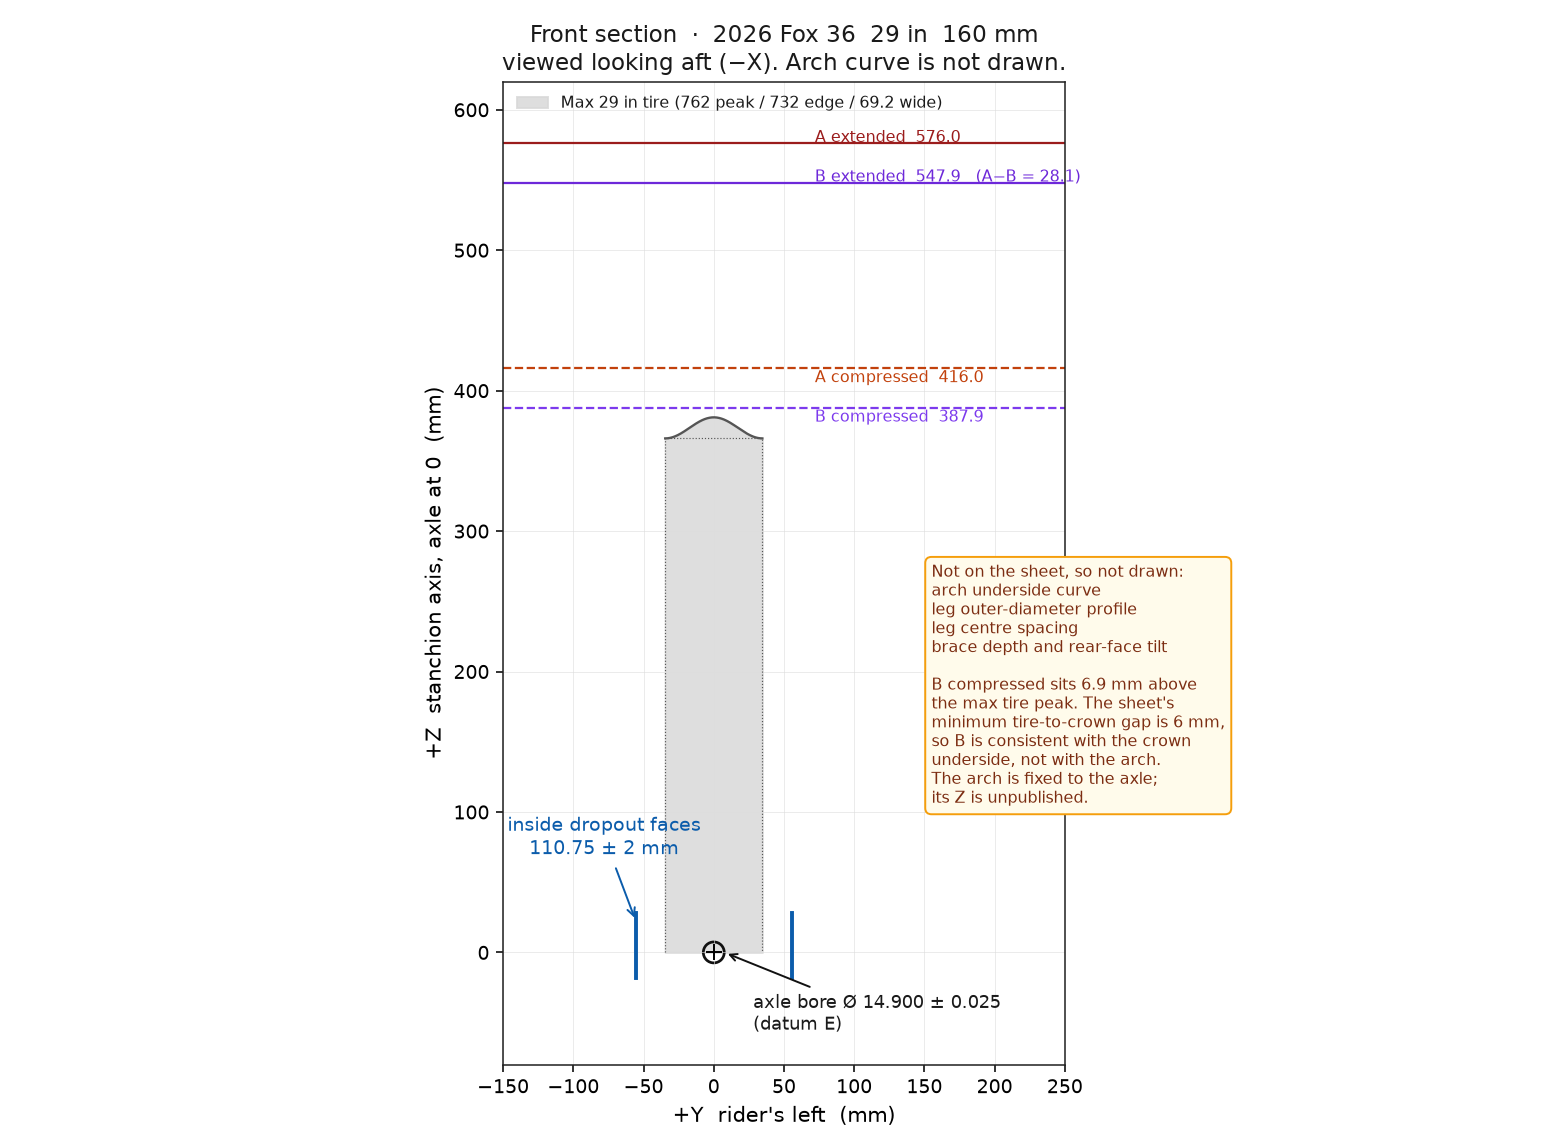 Front section · 2026 Fox 36 29 in 160 mm
viewed looking aft (−X). Arch curve is not drawn.
Max 29 in tire (762 peak / 732 edge / 69.2 wide)
A extended 576.0
B extended 547.9 (A−B = 28.1)
A compressed 416.0
B compressed 387.9
600
500
400
300
200
100
0
+Z stanchion axis, axle at 0 (mm)
Not on the sheet, so not drawn:
arch underside curve
leg outer-diameter profile
leg centre spacing
brace depth and rear-face tilt
B compressed sits 6.9 mm above
the max tire peak. The sheet's
minimum tire-to-crown gap is 6 mm,
so B is consistent with the crown
underside, not with the arch.
The arch is fixed to the axle;
its Z is unpublished.
inside dropout faces
110.75 ± 2 mm
axle bore Ø 14.900 ± 0.025
(datum E)
−150 −100 −50 0 50 100 150 200 250
+Y rider's left (mm)